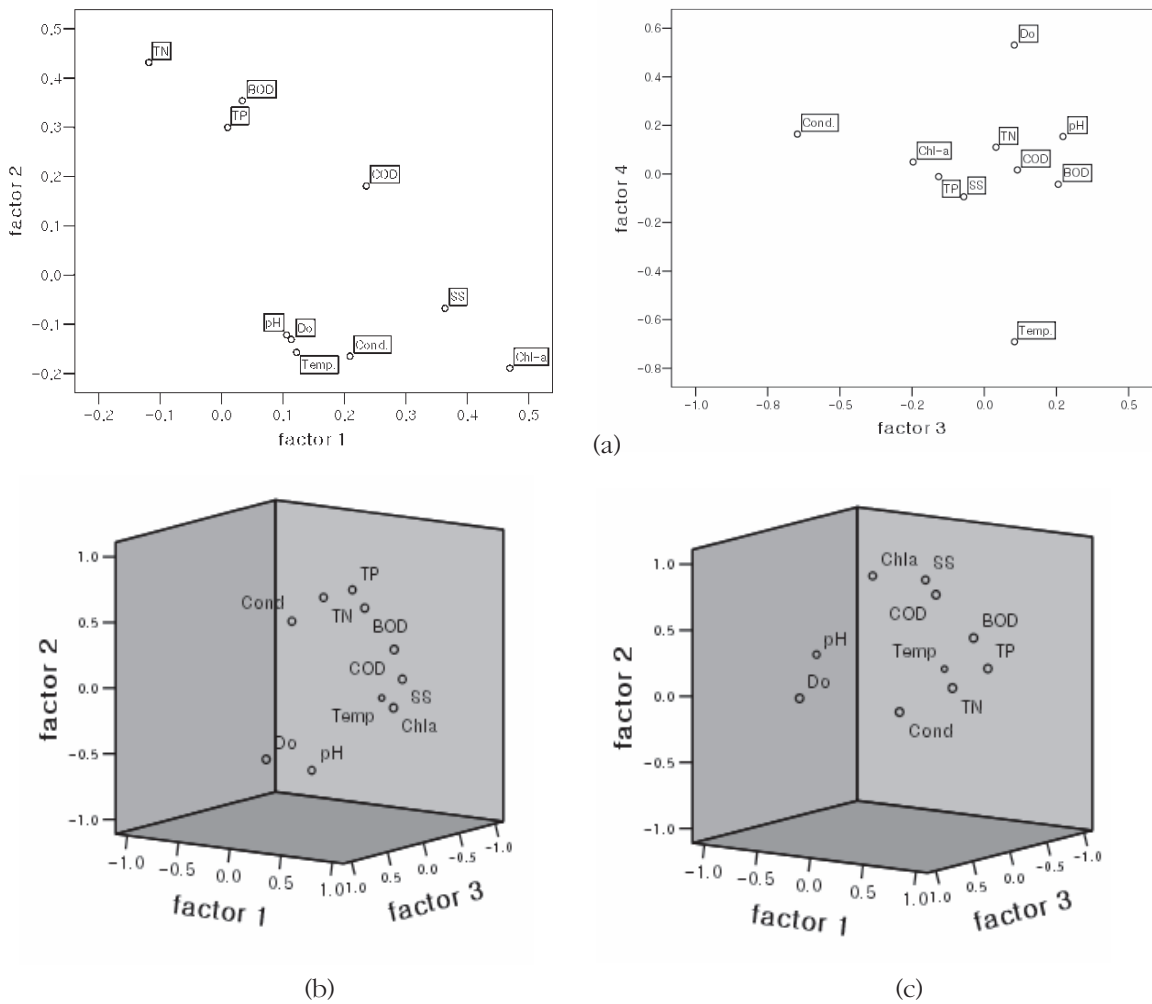 0.5
TN
0.4
BOD
TP
0.3
COD
0.2
factor 2
0.1
0.0
SS
-0.1
pH
Do
Cond.
Temp.
Chl-a
-0.2
-0.2 -0.1 0.0 0.1 0.2 0.3 0.4 0.5
factor 1
0.6
Do
0.4
Cond.
0.2
TN
pH
Chl-a
COD
BOD
0.0
TP
SS
factor 4
-0.2
-0.4
-0.6
Temp.
-0.8
-1.0 -0.8 -0.5 -0.2 0.0 0.2 0.5
factor 3
(a)
1.0
TP
Cond
TN
0.5
BOD
COD
factor 2
0.0
SS
Temp
Chla
Do
pH
-0.5
-1.0
-1.0 -0.5 0.0 0.5 1.0
1.0 0.5 0.0 -0.5 -1.0
factor 1
factor 3
(b)
1.0
Chla
SS
COD
BOD
0.5
pH
Temp
TP
factor 2
Do
0.0
TN
Cond
-0.5
-1.0
-1.0 -0.5 0.0 0.5 1.0
1.0 0.5 0.0 -0.5 -1.0
factor 1
factor 3
(c)